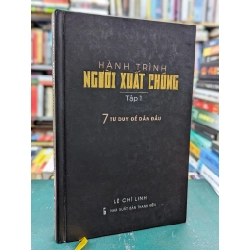 HÀNH TRÌNH
NGƯỜI XUẤT CHÚNG
Tập 1
7 TƯ DUY ĐỂ DẪN ĐẦU
LÊ CHÍ LINH
NHÀ XUẤT BẢN THANH NIÊN